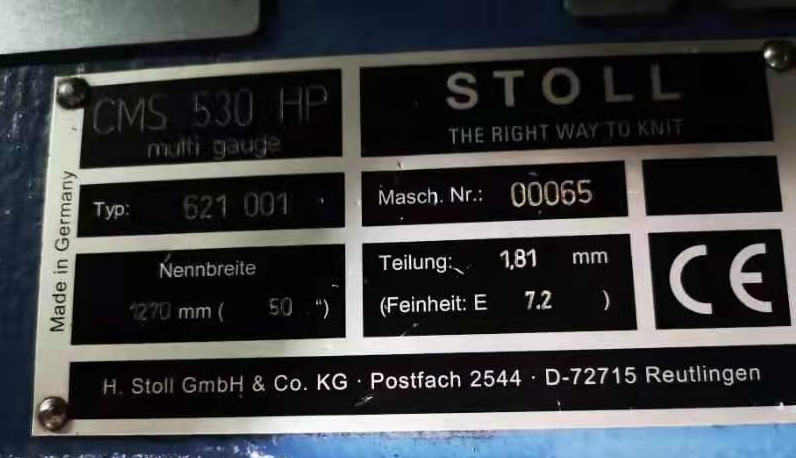 CMS 530 HP
multi gauge
STOLL
THE RIGHT WAY TO KNIT
Typ: 621 001
Masch. Nr.: 00065
Made in Germany
Nennbreite
1270 mm ( 50 ")
Teilung: 1,81 mm
(Feinheit: E 7.2 )
CE
H. Stoll GmbH & Co. KG · Postfach 2544 · D-72715 Reutlingen